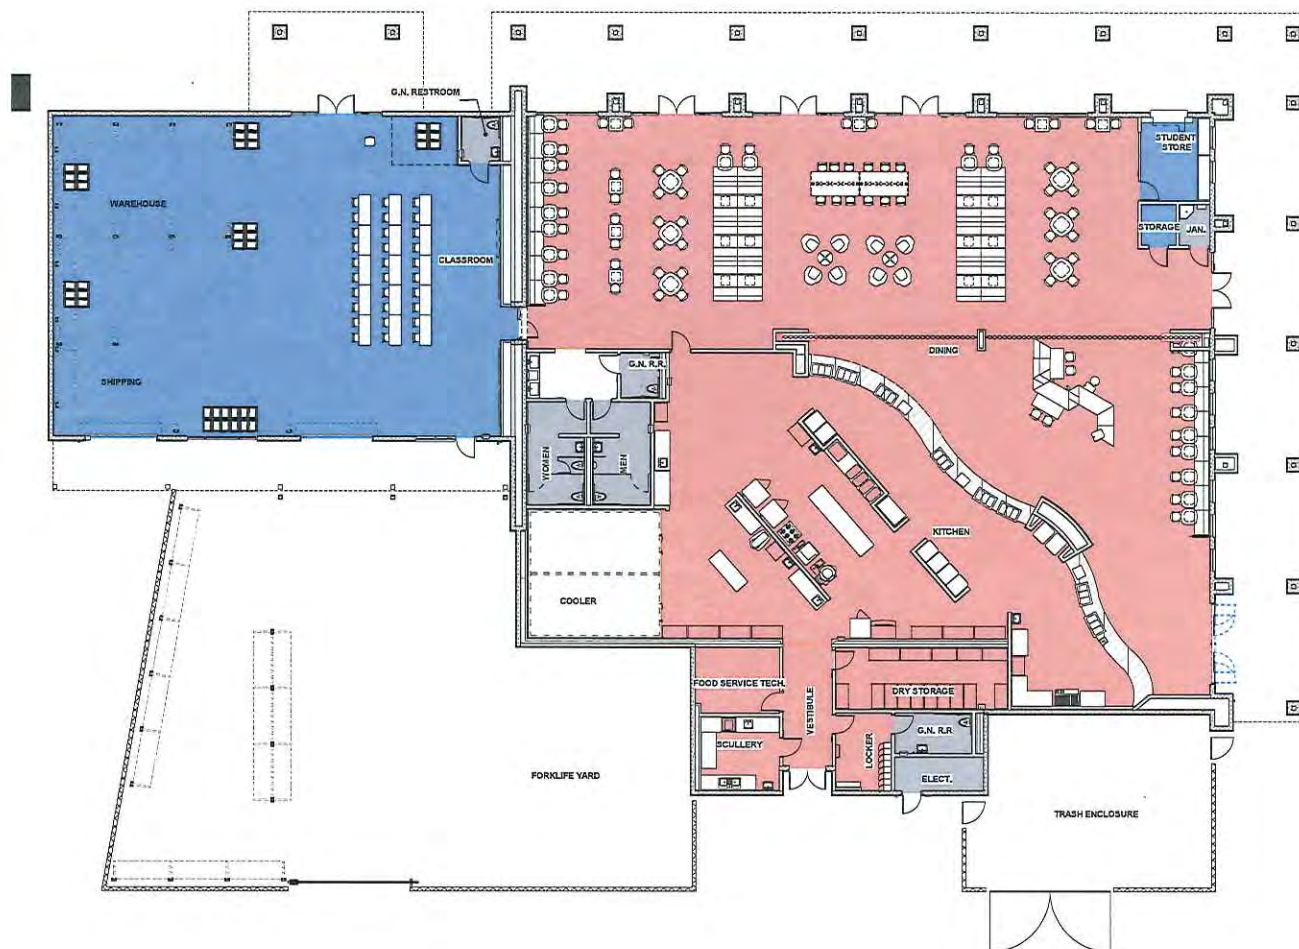 G.N. RESTROOM
STUDENT
STORE
WAREHOUSE
STORAGE
JAN.
CLASSROOM
DINING
G.N. R.R.
SHIPPING
WOMEN
MEN
KITCHEN
COOLER
FOOD SERVICE TECH.
DRY STORAGE
VESTIBULE
G.N. R.R
LOCKER
SCULLERY
FORKLIFE YARD
ELECT.
TRASH ENCLOSURE